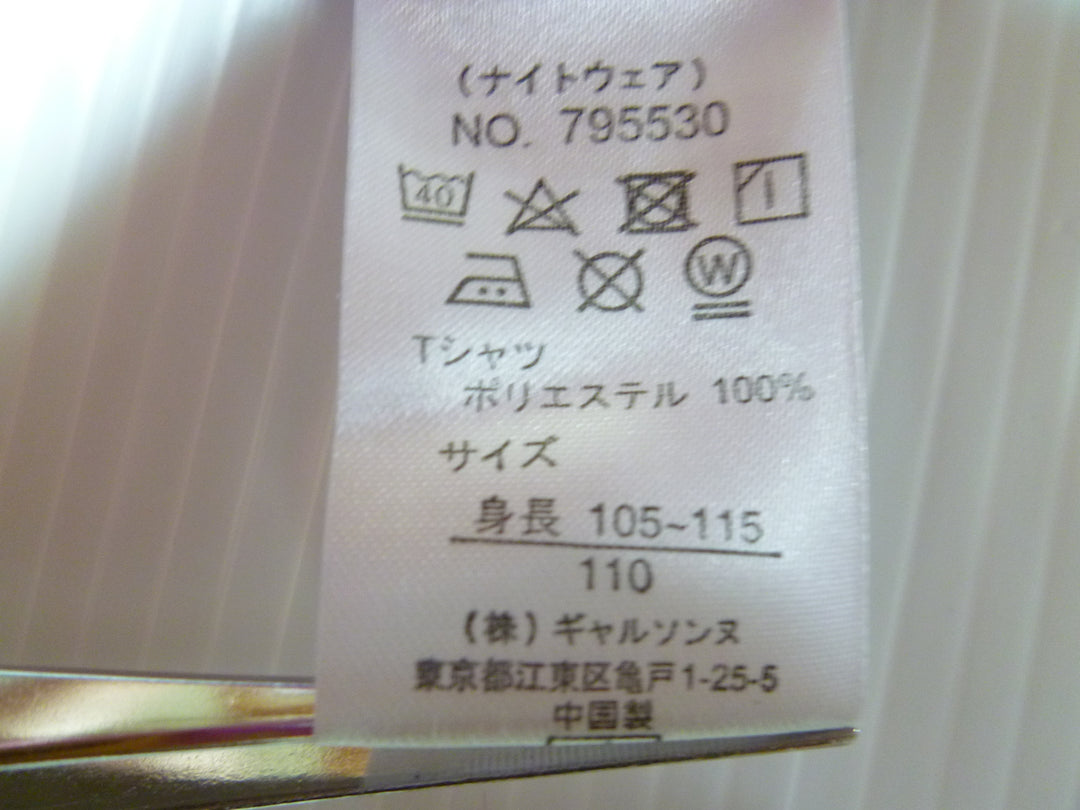 (ナイトウェア)
NO. 795530
40
W
Tシャツ
ポリエステル 100%
サイズ
身長 105~115
110
(株)ギャルソンヌ
東京都江東区亀戸1-25-5
中国製